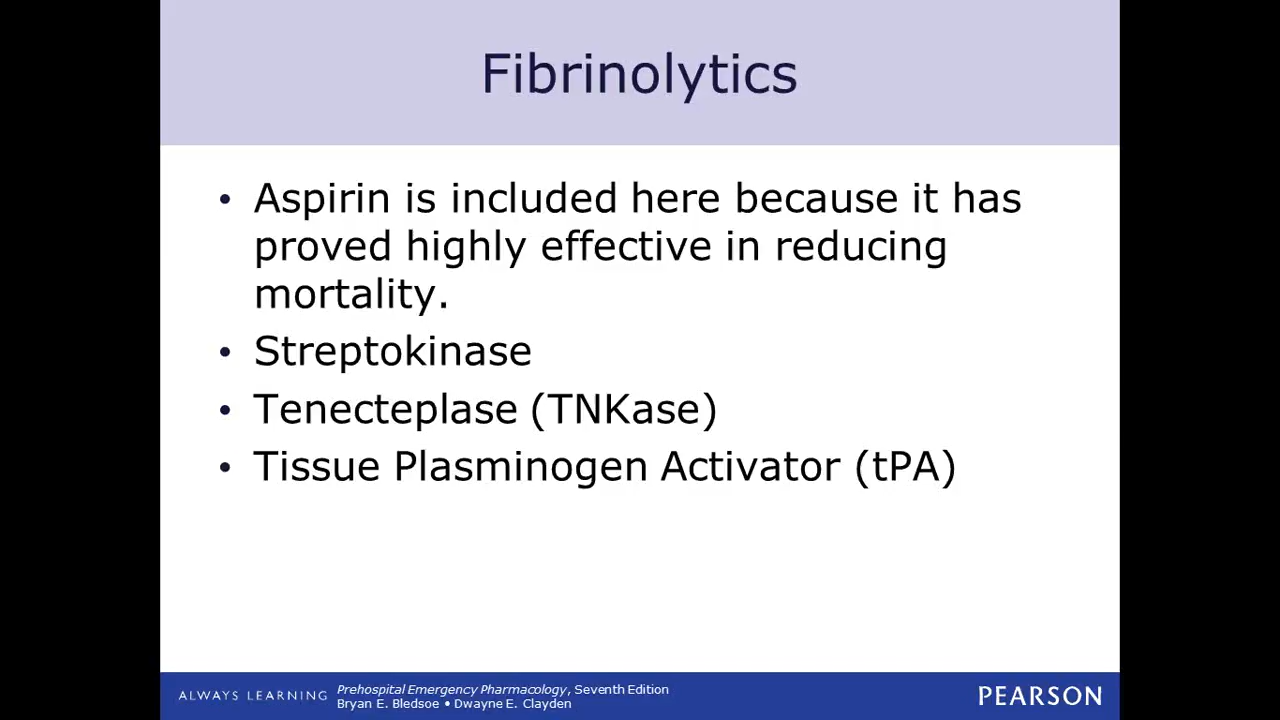 Fibrinolytics
• Aspirin is included here because it has
proved highly effective in reducing
mortality.
• Streptokinase
• Tenecteplase (TNKase)
• Tissue Plasminogen Activator (tPA)
ALWAYS LEARNING
Prehospital Emergency Pharmacology, Seventh Edition
Bryan E. Bledsoe • Dwayne E. Clayden
PEARSON